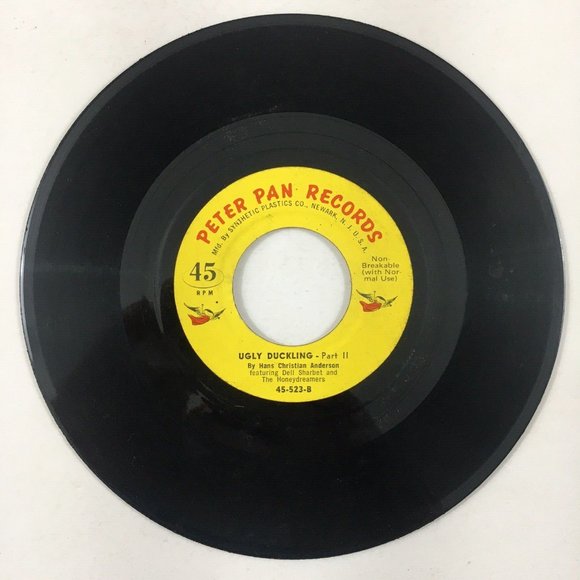 PETER PAN RECORDS
Mfd. By SYNTHETIC PLASTICS CO., NEWARK, N. J., U. S. A.
45
RPM
Non-
Breakable
(with Nor-
mal Use)
UGLY DUCKLING - Part II
By Hans Christian Anderson
featuring Dell Sharbet and
The Honeydreamers
45-523-B